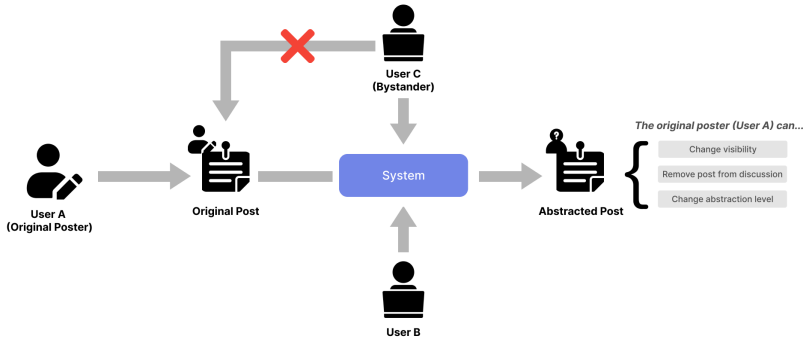 User C
(Bystander)
The original poster (User A) can...
Change visibility
System
Remove post from discussion
Change abstraction level
User A
(Original Poster)
Original Post
Abstracted Post
User B
?